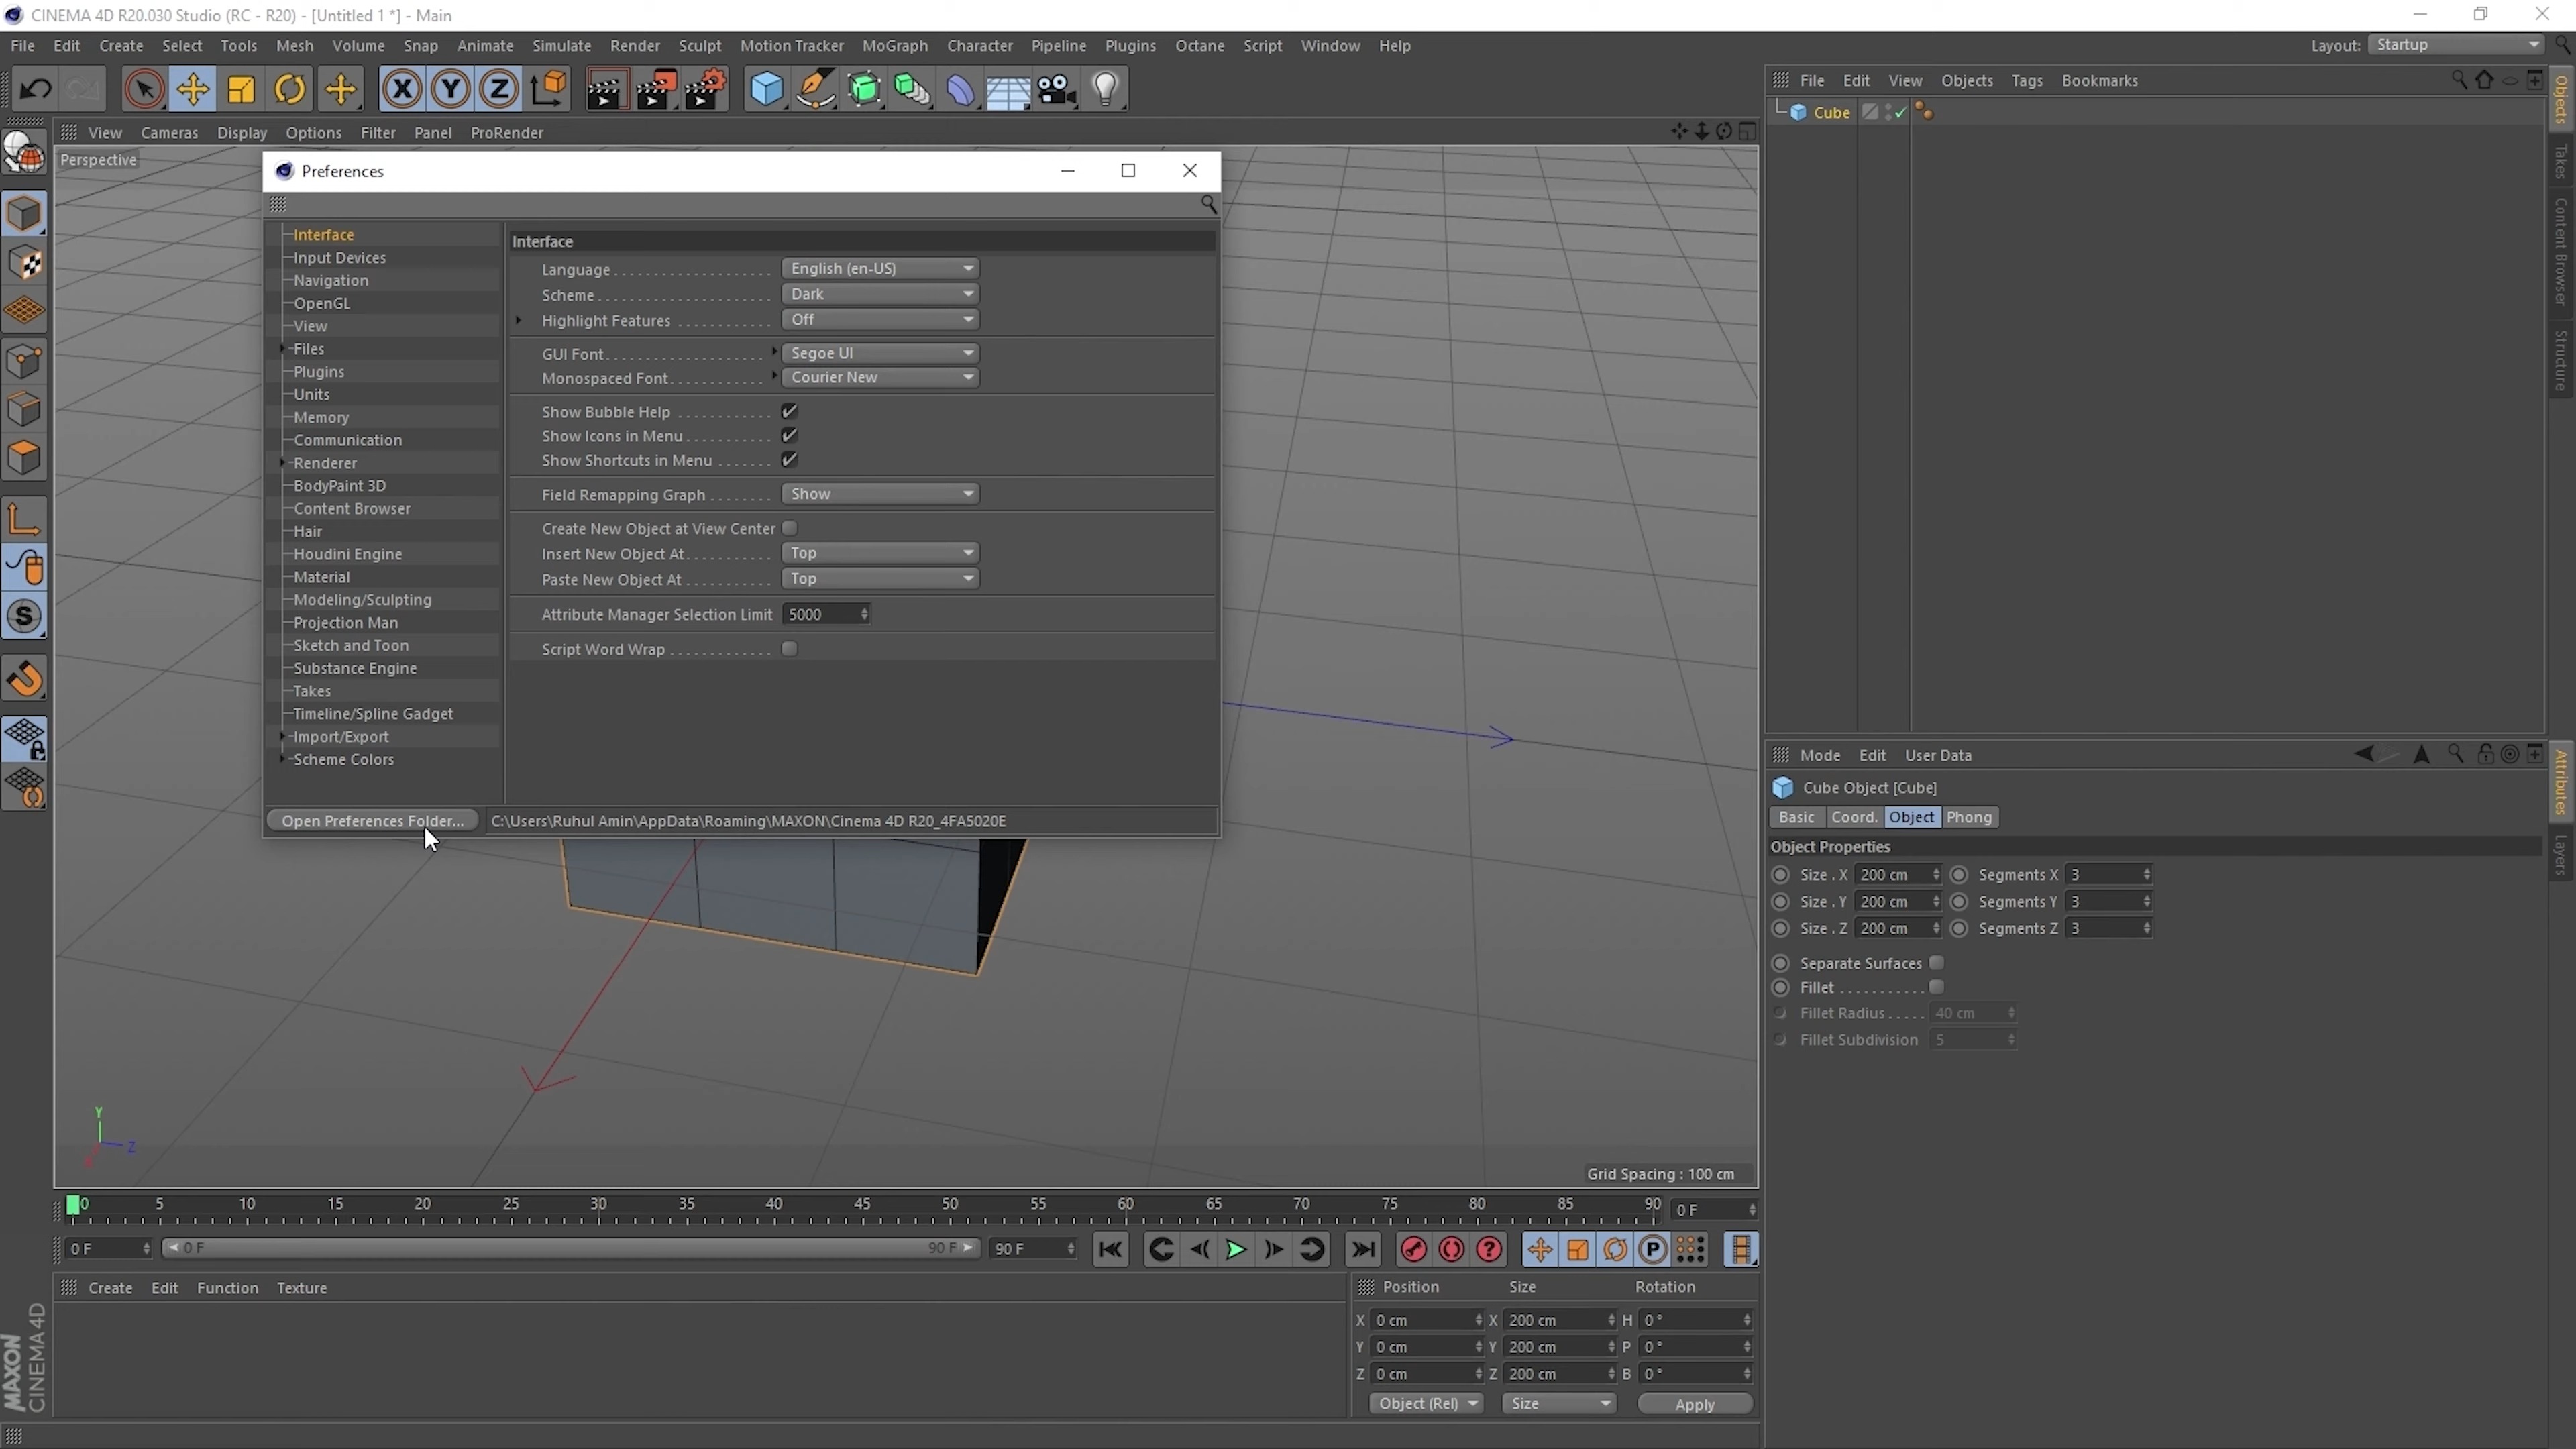 CINEMA 4D R20.030 Studio (RC - R20) - [Untitled 1 *] - Main
File Edit Create Select Tools Mesh Volume Snap Animate Simulate Render Sculpt Motion Tracker MoGraph Character Pipeline Plugins Octane Script Window Help
Layout: Startup
X Y Z
File Edit View Objects Tags Bookmarks
Cube
View Cameras Display Options Filter Panel ProRender
Perspective
Preferences
Interface
Input Devices
Navigation
OpenGL
View
Files
Plugins
Units
Memory
Communication
Renderer
BodyPaint 3D
Content Browser
Hair
Houdini Engine
Material
Modeling/Sculpting
Projection Man
Sketch and Toon
Substance Engine
Takes
Timeline/Spline Gadget
Import/Export
Scheme Colors
Interface
Language . . . . . . . . . . . . . . . . . . . English (en-US)
Scheme . . . . . . . . . . . . . . . . . . . . . Dark
Highlight Features . . . . . . . . . . . Off
GUI Font. . . . . . . . . . . . . . . . . . . Segoe UI
Monospaced Font. . . . . . . . . . . . Courier New
Show Bubble Help . . . . . . . . . . .
Show Icons in Menu . . . . . . . . . .
Show Shortcuts in Menu . . . . . . .
Field Remapping Graph . . . . . . . . Show
Create New Object at View Center
Insert New Object At. . . . . . . . . . Top
Paste New Object At . . . . . . . . . . Top
Attribute Manager Selection Limit 5000
Script Word Wrap . . . . . . . . . . . .
Open Preferences Folder... C:\Users\Ruhul Amin\AppData\Roaming\MAXON\Cinema 4D R20_4FA5020E
Y
Z
X
Grid Spacing : 100 cm
Objects
Takes
Content Browser
Structure
Mode Edit User Data
Cube Object [Cube]
Basic Coord. Object Phong
Object Properties
Size . X 200 cm Segments X 3
Size . Y 200 cm Segments Y 3
Size . Z 200 cm Segments Z 3
Separate Surfaces
Fillet . . . . . . . . . . .
Fillet Radius . . . . . 40 cm
Fillet Subdivision 5
Attributes
Layers
0 5 10 15 20 25 30 35 40 45 50 55 60 65 70 75 80 85 90 0 F
0 F 0 F 90 F 90 F
? P
S
Create Edit Function Texture
Position Size Rotation
X 0 cm X 200 cm H 0 °
Y 0 cm Y 200 cm P 0 °
Z 0 cm Z 200 cm B 0 °
Object (Rel) Size Apply
MAXON
CINEMA 4D